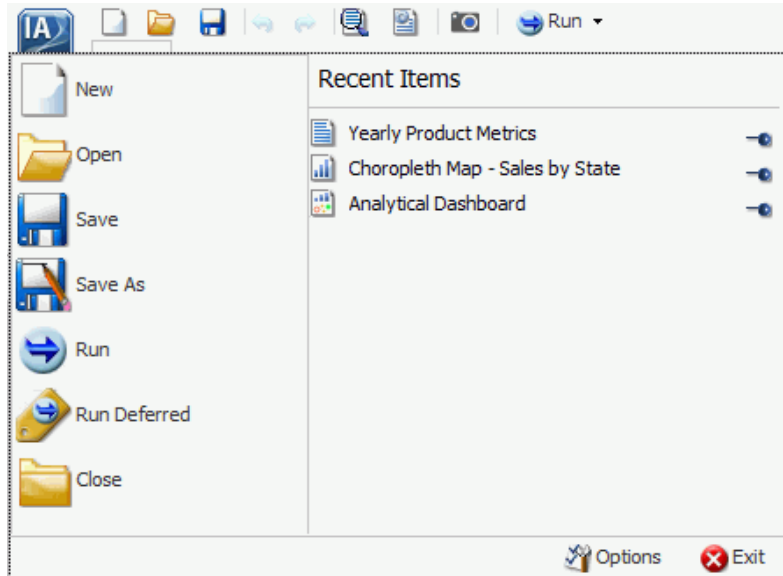 IA
Run
New
Open
Save
Save As
Run
Run Deferred
Close
Recent Items
Yearly Product Metrics
Choropleth Map - Sales by State
Analytical Dashboard
Options
Exit